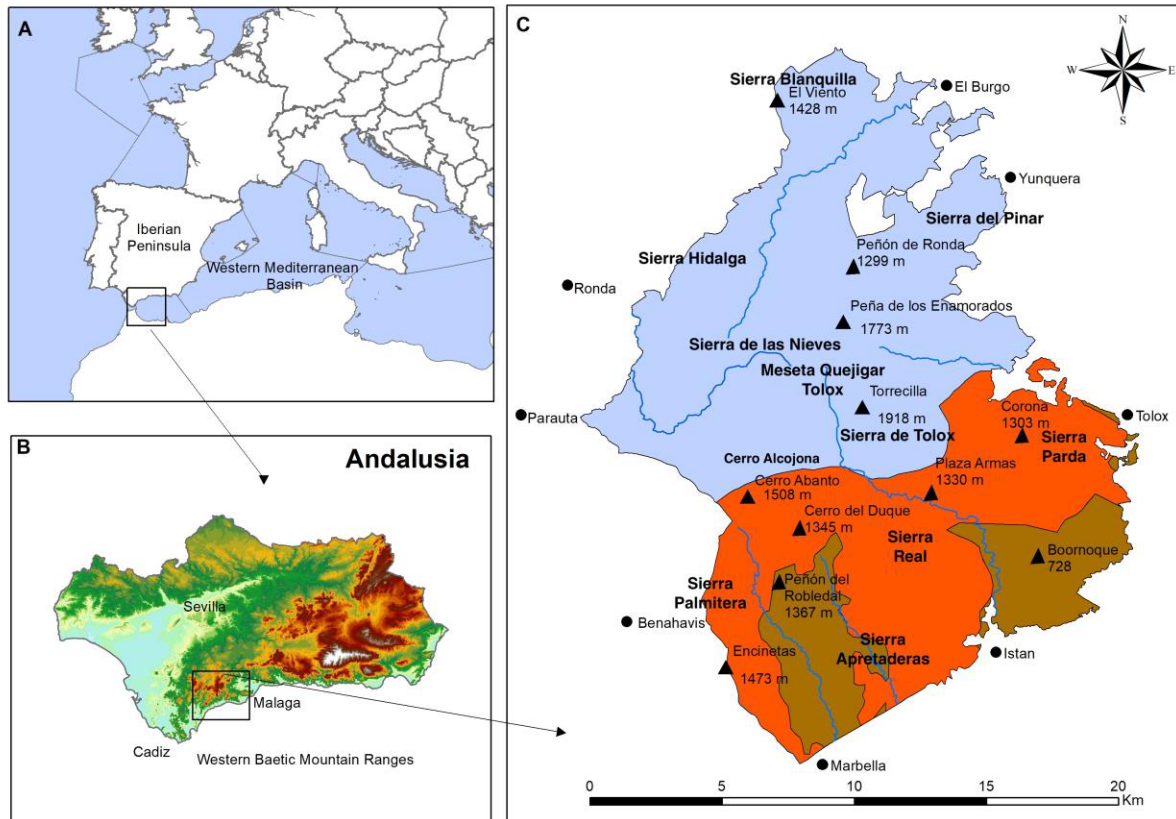 A
Iberian
Peninsula
Western Mediterranean
Basin
B
Andalusia
Sevilla
Malaga
Cadiz
Western Baetic Mountain Ranges
C
N
W
E
S
Sierra Blanquilla
El Viento
1428 m
El Burgo
Yunquera
Sierra del Pinar
Peñón de Ronda
1299 m
Sierra Hidalga
Ronda
Peña de los Enamorados
1773 m
Sierra de las Nieves
Meseta Quejigar
Tolox
Torrecilla
1918 m
Parauta
Corona
1303 m
Tolox
Sierra de Tolox
Sierra
Parda
Cerro Alcojona
Plaza Armas
1330 m
Cerro Abanto
1508 m
Cerro del Duque
1345 m
Sierra
Real
Boornoque
728
Sierra
Palmitera
Peñón del
Robledal
1367 m
Benahavis
Sierra
Apretaderas
Encinetas
1473 m
Istan
Marbella
0 5 10 15 20
Km